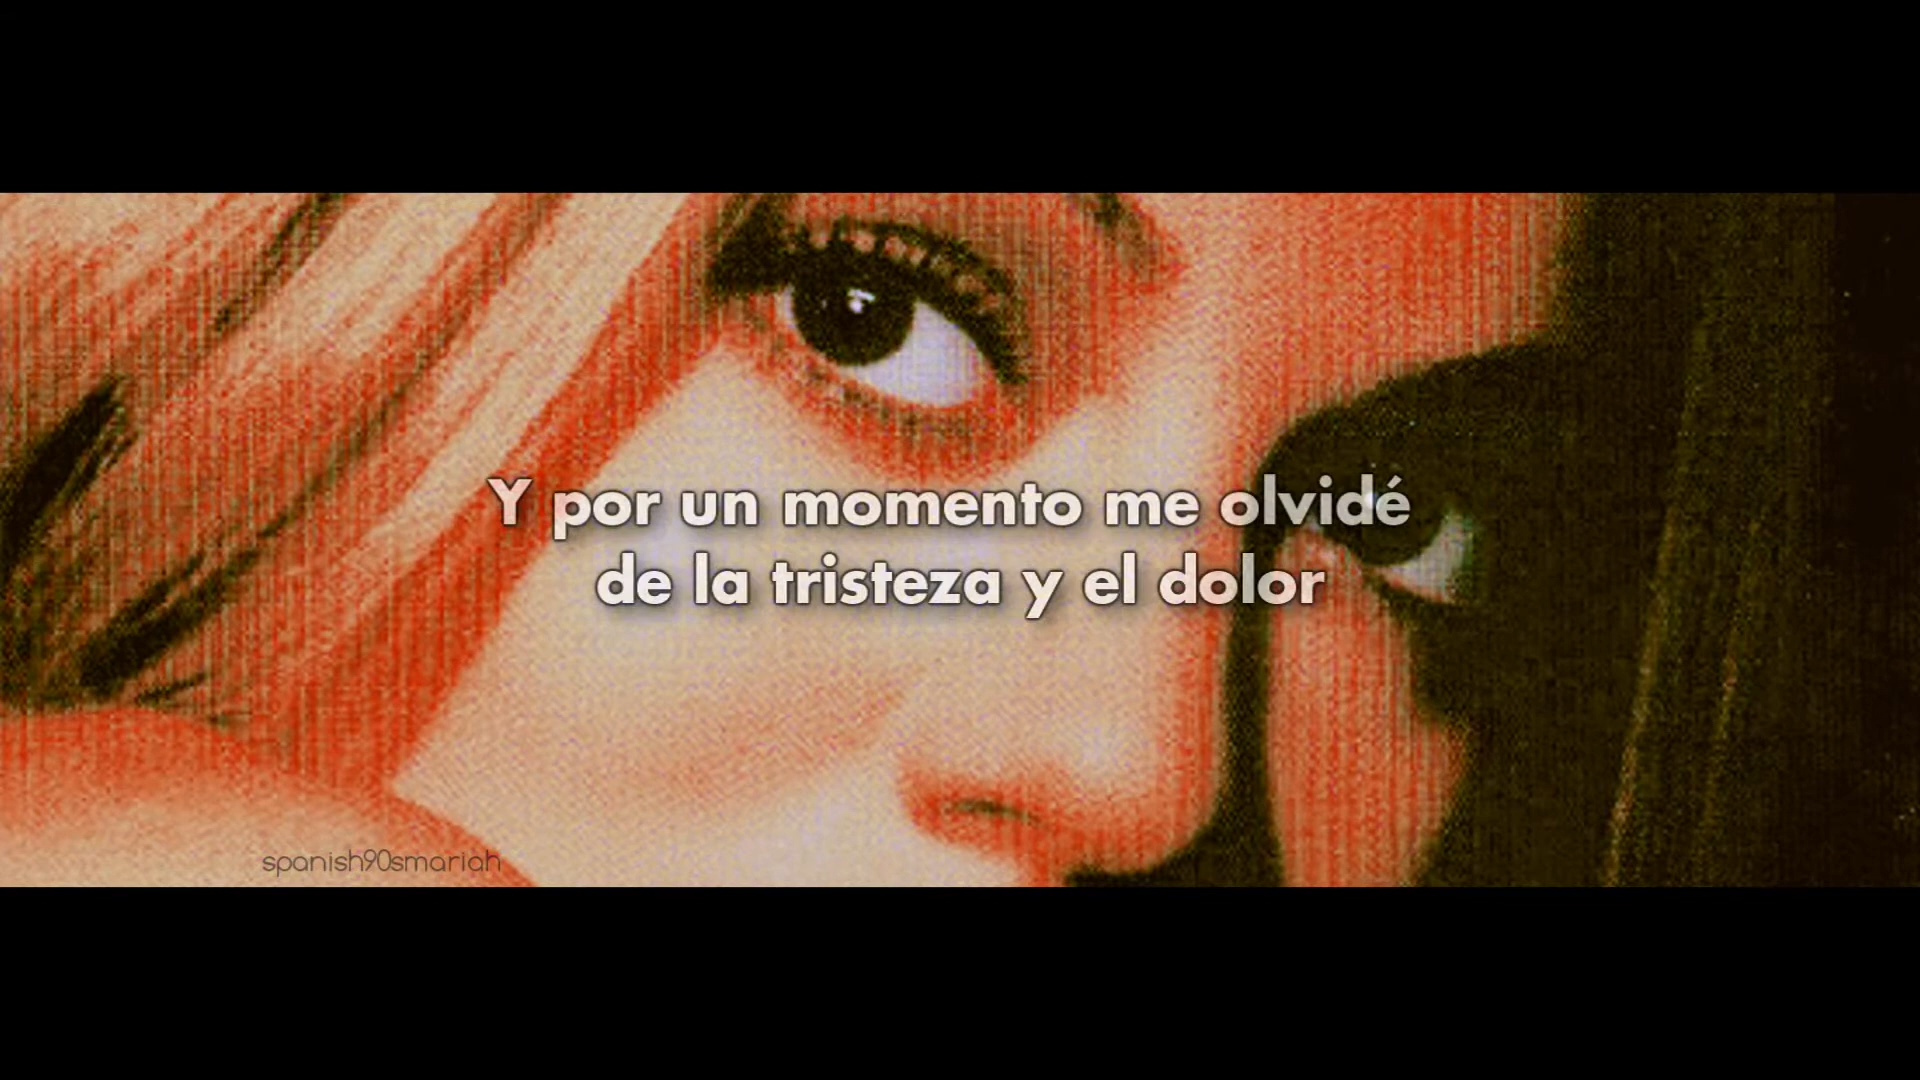 Y por un momento me olvidé
de la tristeza y el dolor
spanish90smariah